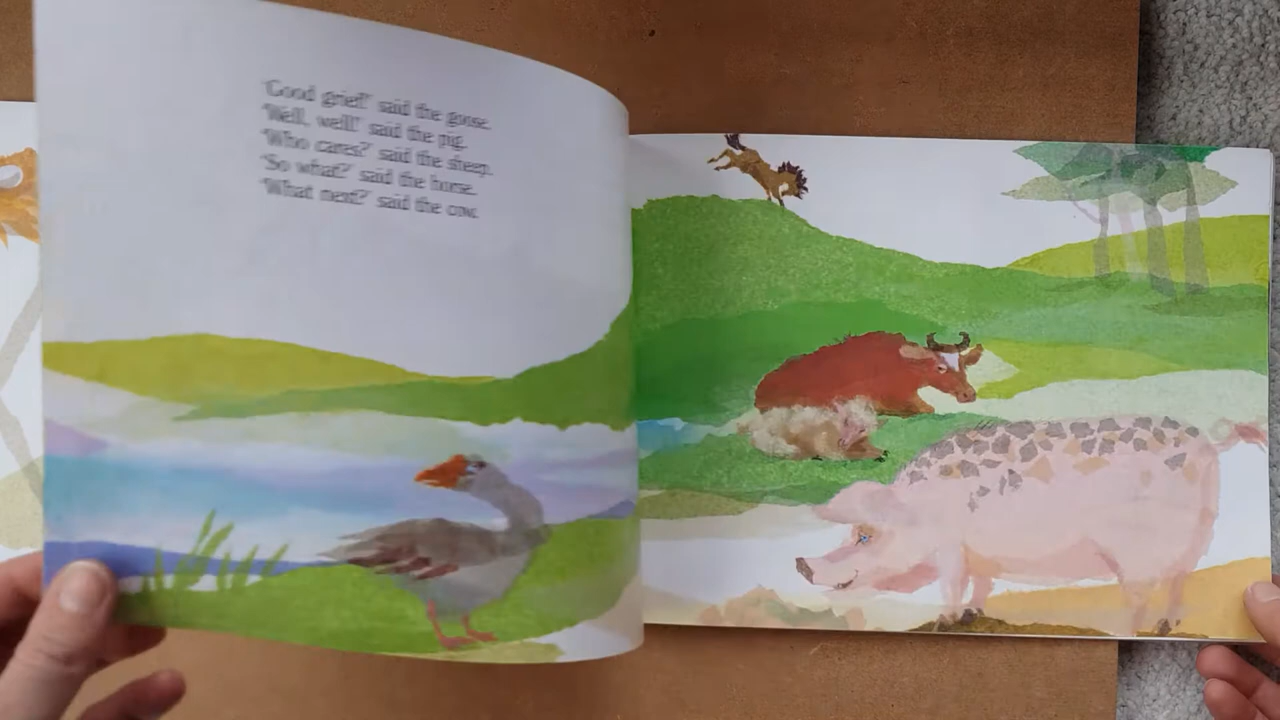 'Good grief!' said the goose.
'Well, well!' said the pig.
'Who cares?' said the sheep.
'So what?' said the horse.
'What next?' said the cow.